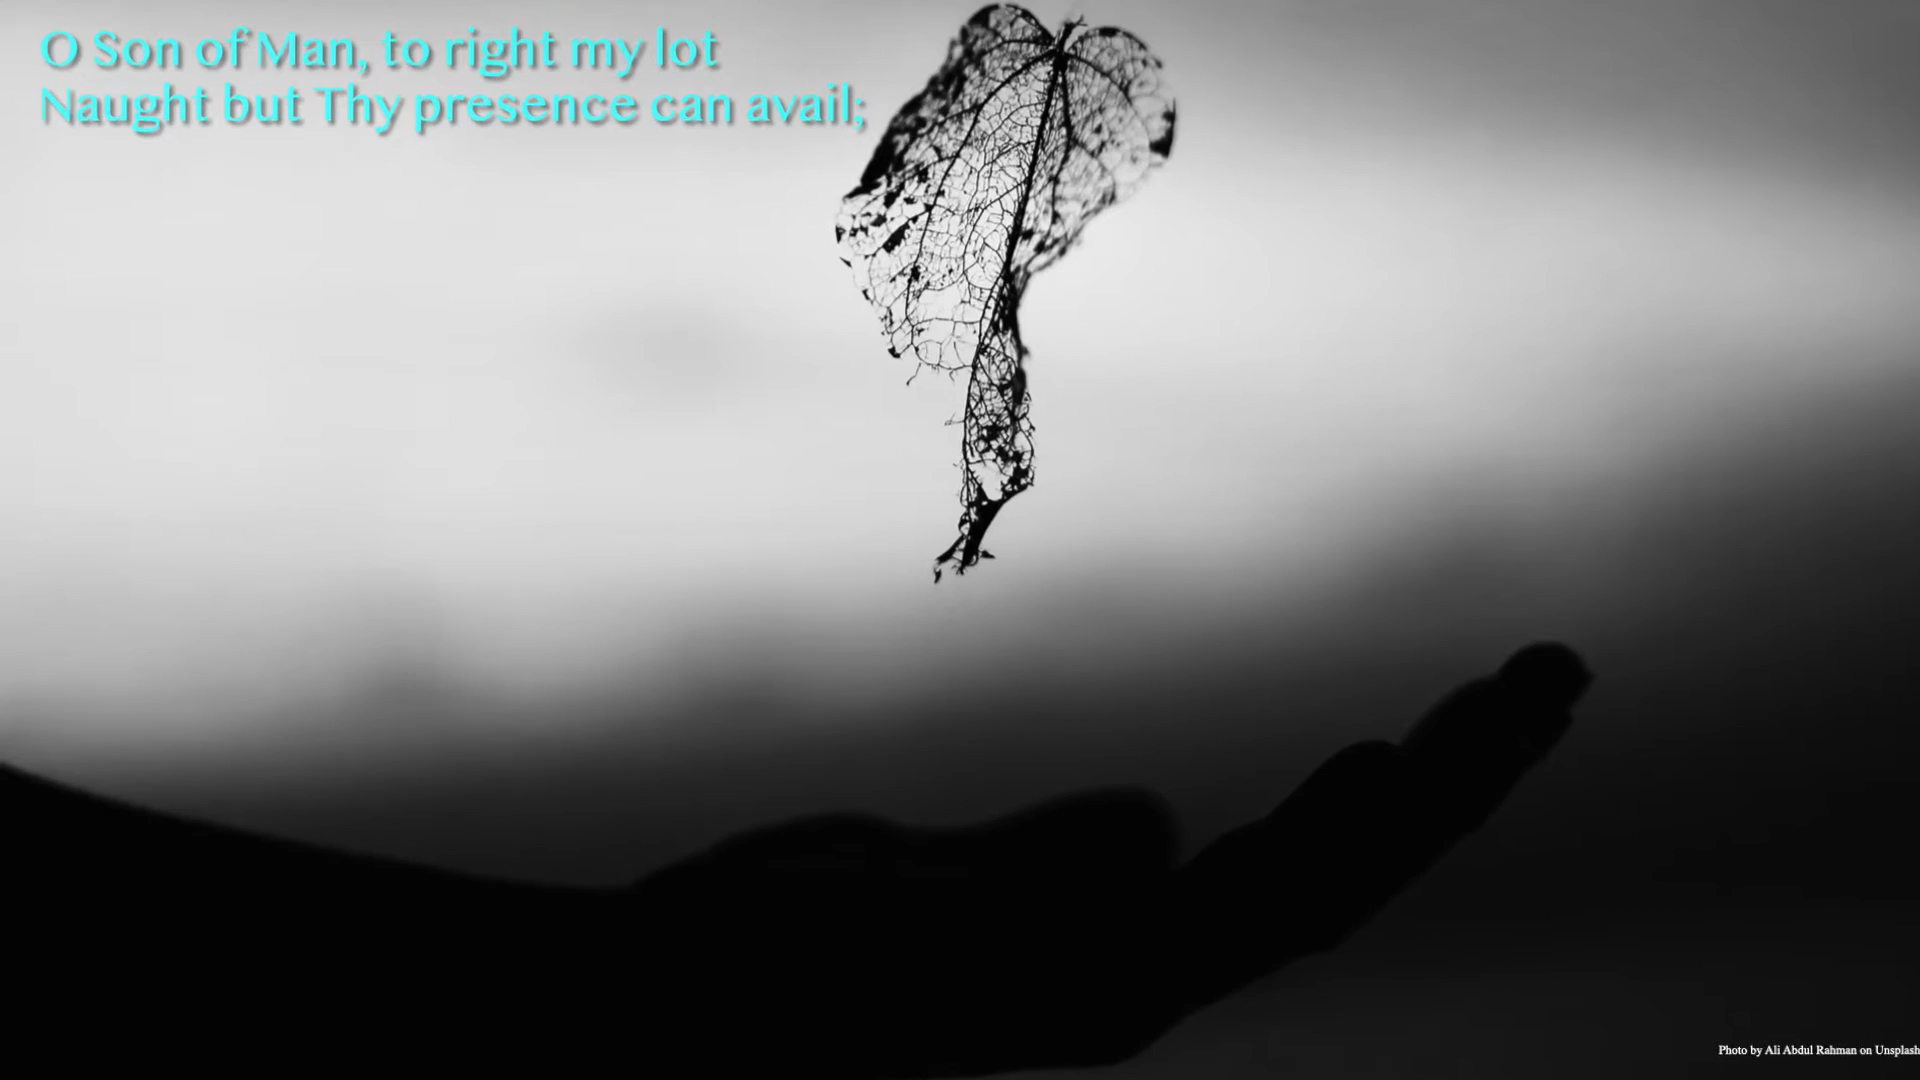 O Son of Man, to right my lot
Naught but Thy presence can avail;
Photo by Ali Abdul Rahman on Unsplash